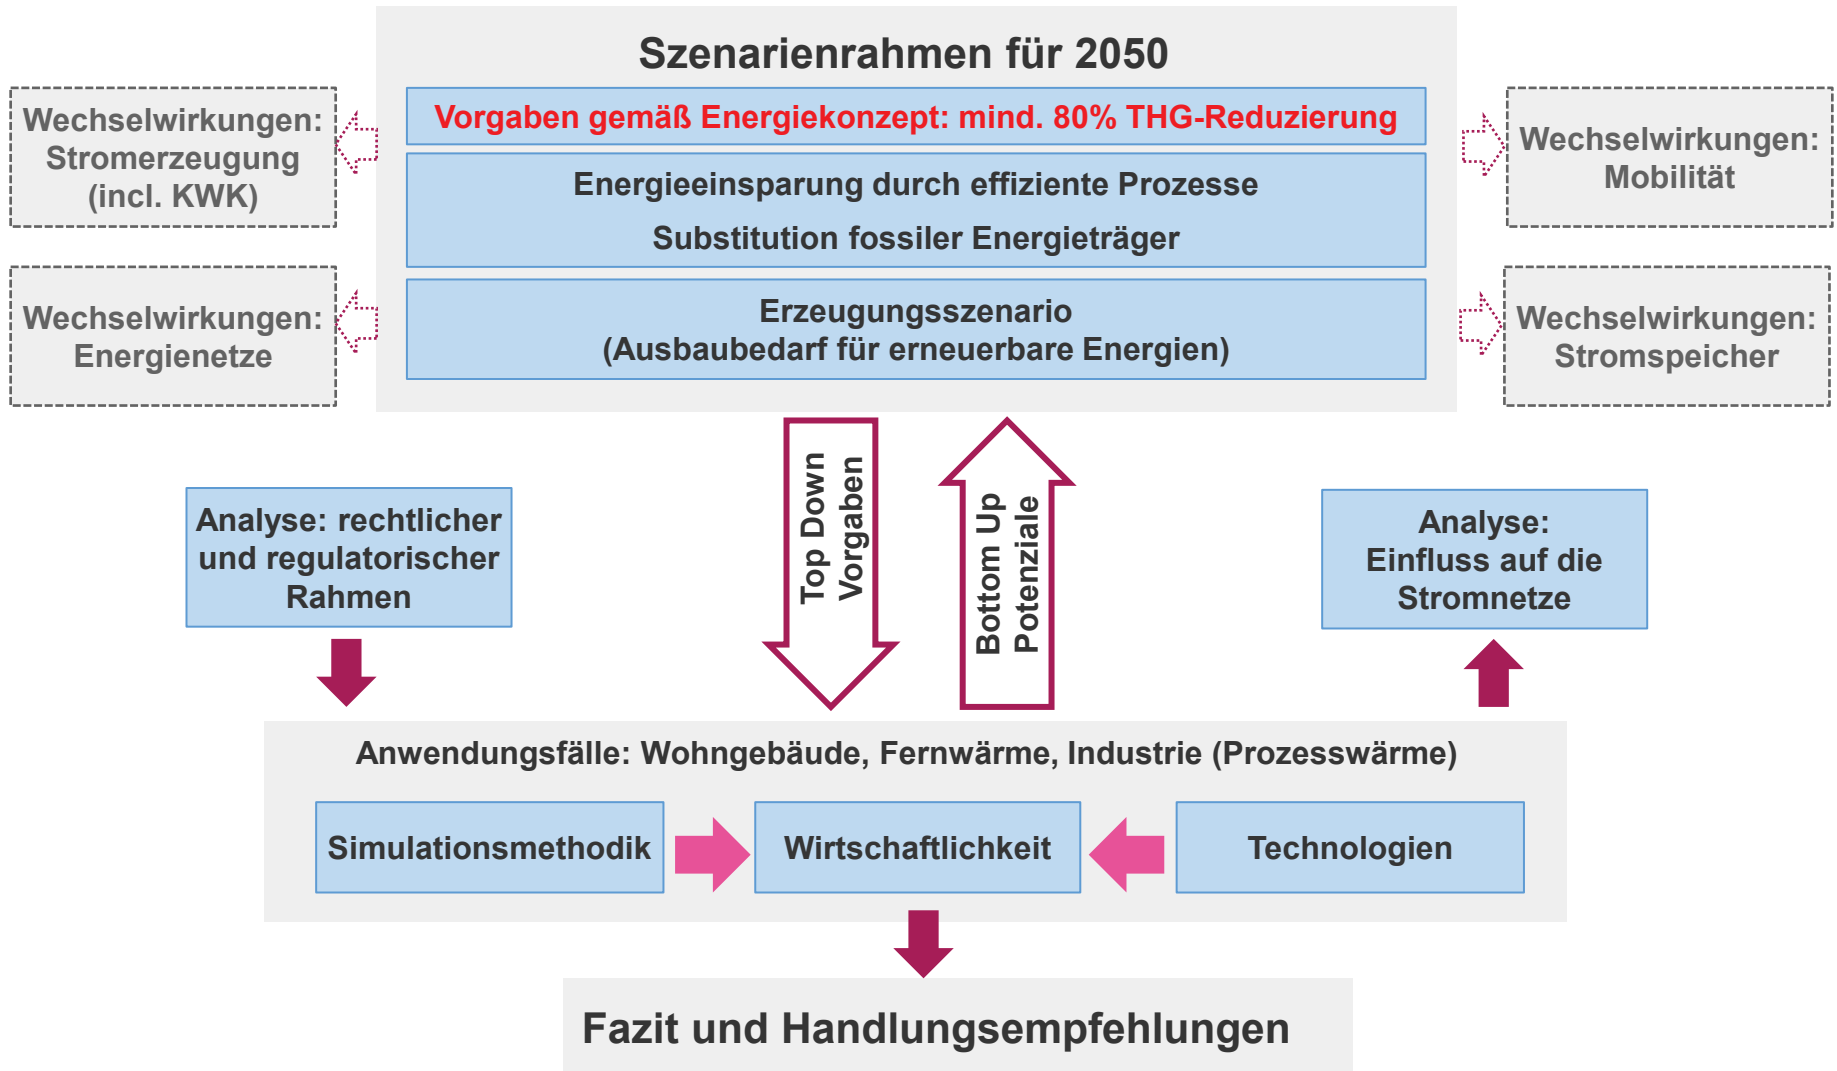 Szenarienrahmen für 2050
Vorgaben gemäß Energiekonzept: mind. 80% THG-Reduzierung
Energieeinsparung durch effiziente Prozesse
Substitution fossiler Energieträger
Erzeugungsszenario
(Ausbaubedarf für erneuerbare Energien)
Wechselwirkungen:
Stromerzeugung
(incl. KWK)
Wechselwirkungen:
Energienetze
Wechselwirkungen:
Mobilität
Wechselwirkungen:
Stromspeicher
Top Down
Vorgaben
Bottom Up
Potenziale
Analyse: rechtlicher
und regulatorischer
Rahmen
Analyse:
Einfluss auf die
Stromnetze
Anwendungsfälle: Wohngebäude, Fernwärme, Industrie (Prozesswärme)
Simulationsmethodik
Wirtschaftlichkeit
Technologien
Fazit und Handlungsempfehlungen